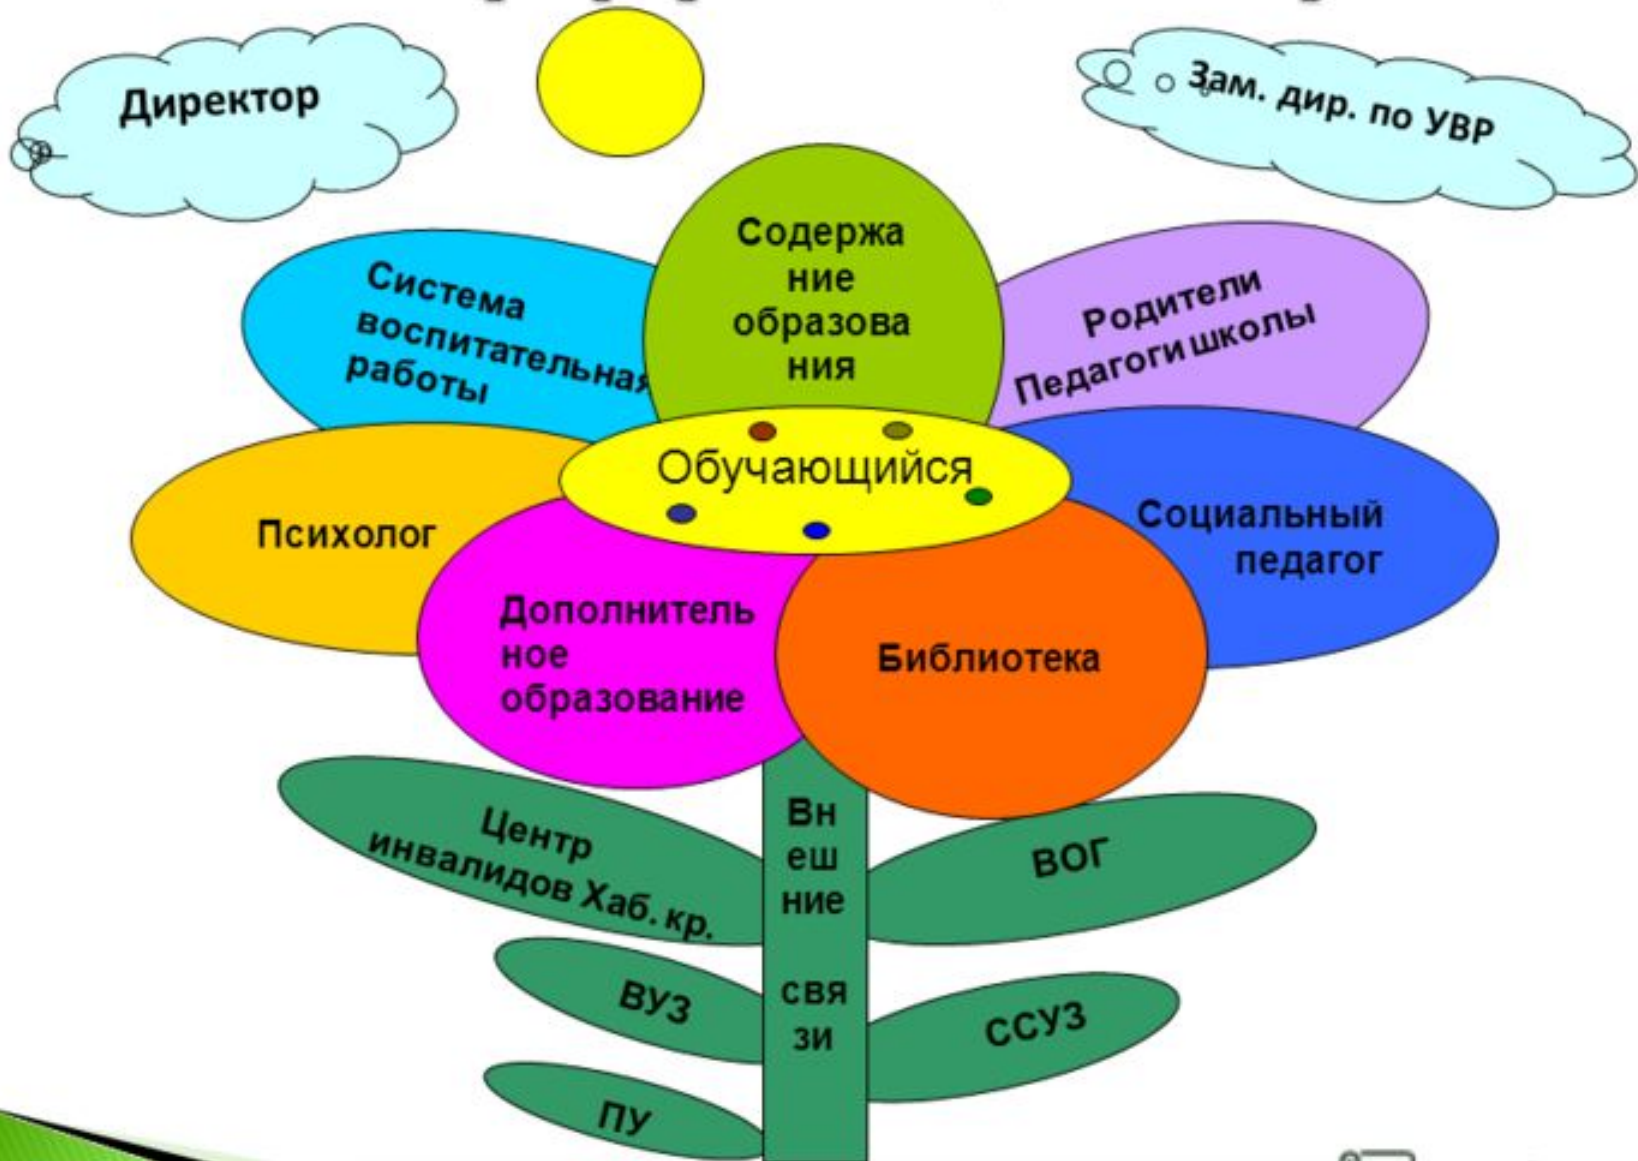 Директор
Зам. дир. по УВР
Содержа
ние
образова
ния
Система
воспитательная
работы
Родители
Педагоги школы
Обучающийся
Психолог
Социальный
педагог
Дополнитель
ное
образование
Библиотека
Вн
еш
ние
свя
зи
Центр
инвалидов Хаб. кр.
ВОГ
ВУЗ
ССУЗ
ПУ